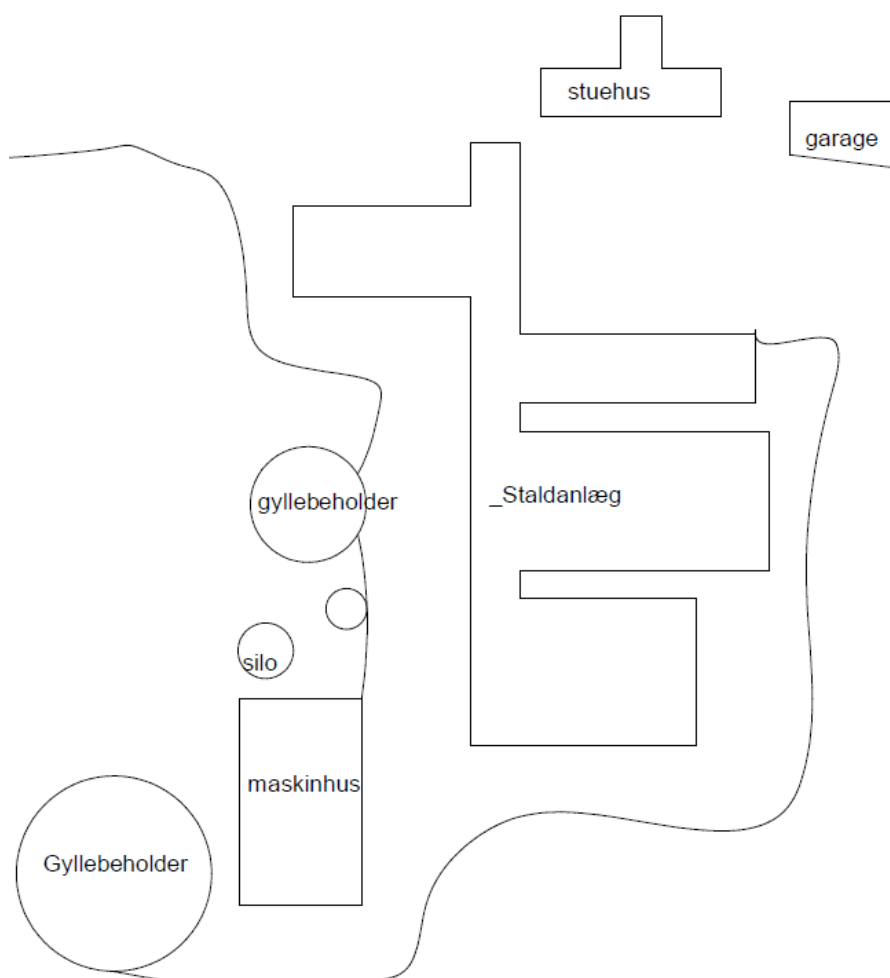 stuehus
garage
gyllebeholder
_Staldanlæg
silo
maskinhus
Gyllebeholder